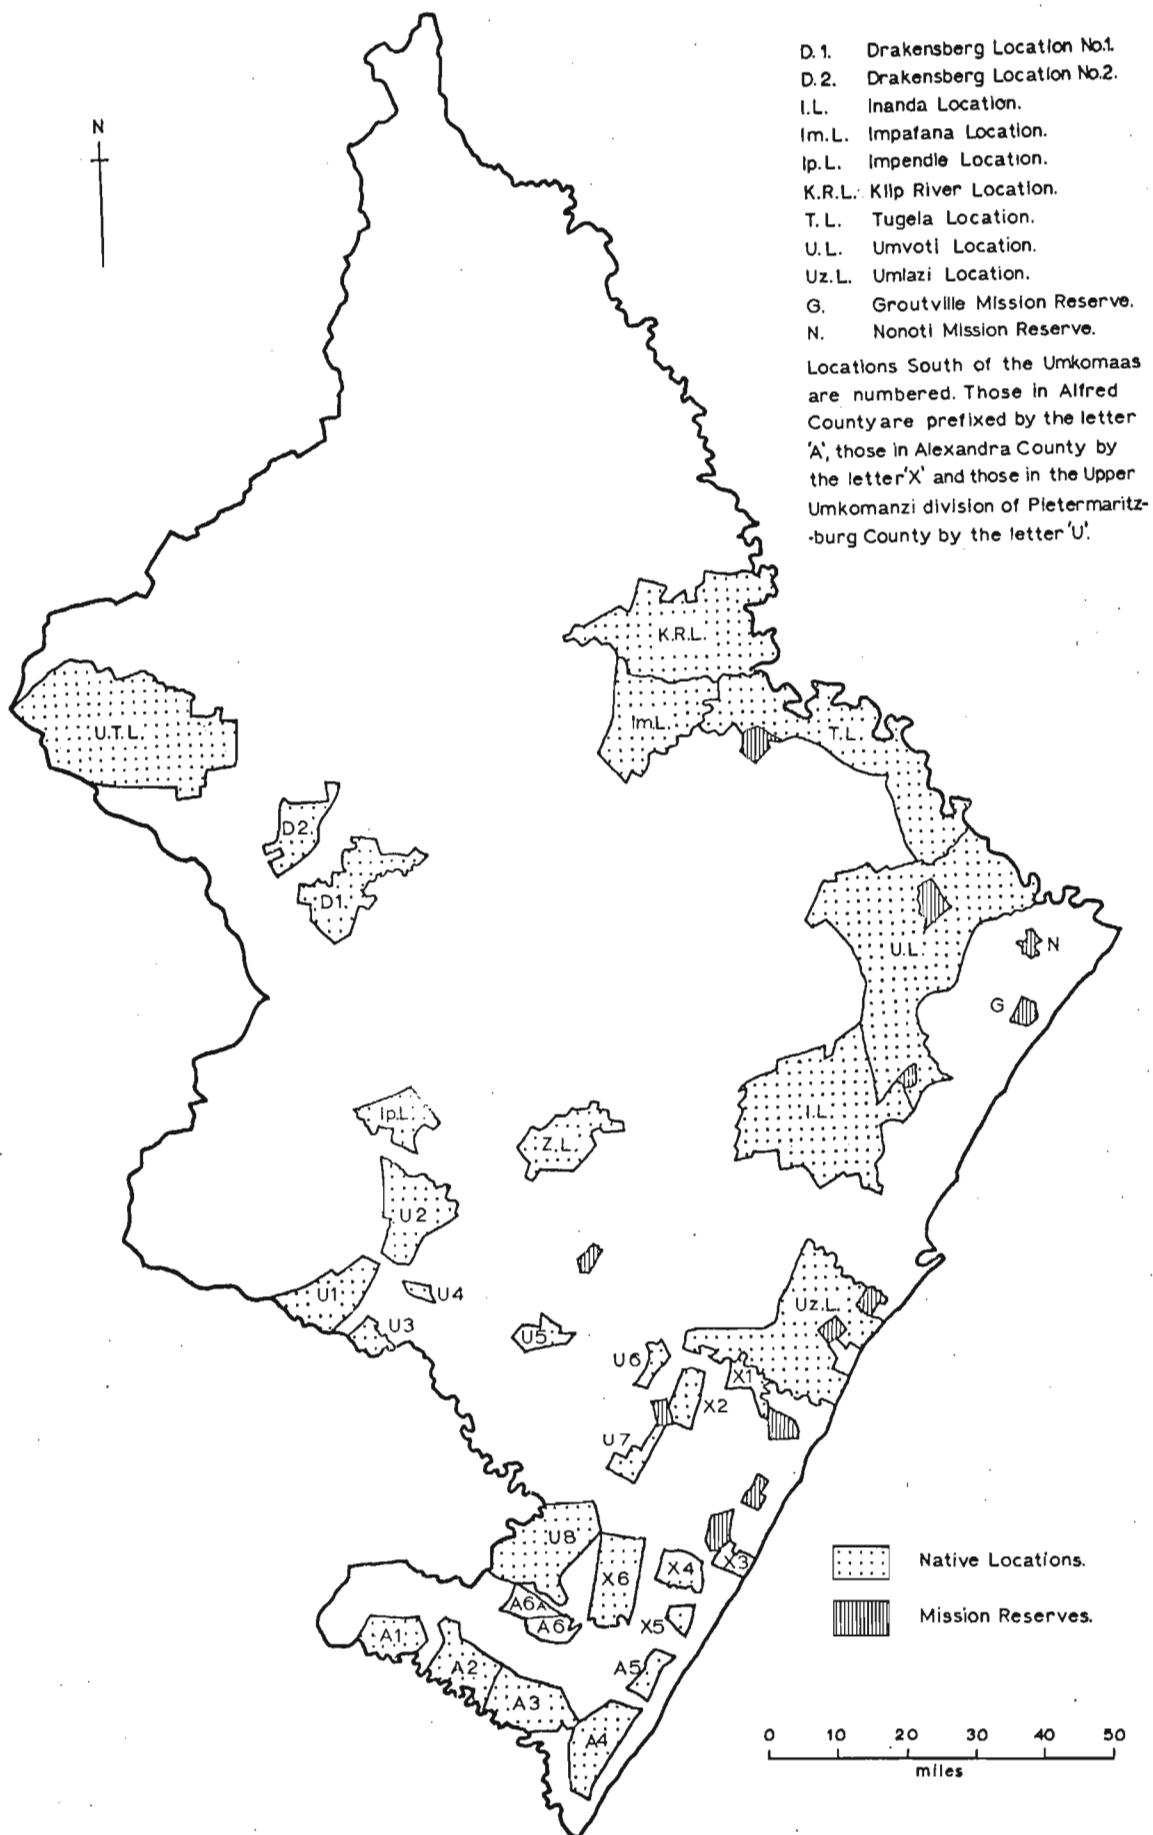 N
D.1. Drakensberg Location No.1.
D.2. Drakensberg Location No.2.
I.L. Inanda Location.
Im.L. Impafana Location.
Ip.L. Impendle Location.
K.R.L. Klip River Location.
T.L. Tugela Location.
U.L. Umvoti Location.
Uz.L. Umlazi Location.
G. Groutville Mission Reserve.
N. Nonoti Mission Reserve.
Locations South of the Umkomaas
are numbered. Those in Alfred
County are prefixed by the letter
'A', those in Alexandra County by
the letter 'X' and those in the Upper
Umkomanzi division of Pietermaritz-
-burg County by the letter 'U'.
K.R.L.
Im.L.
T.L.
U.T.L.
D2.
D1.
U.L.
N
G
Ip.L.
Z.L.
I.L.
U2
U1
U4
U3
U5
Uz.L.
U6
X1
X2
U7
U8
X6
X4
X3
A6A
A6
X5
A1
A2
A5
A3
A4
Native Locations.
Mission Reserves.
0 10 20 30 40 50
miles